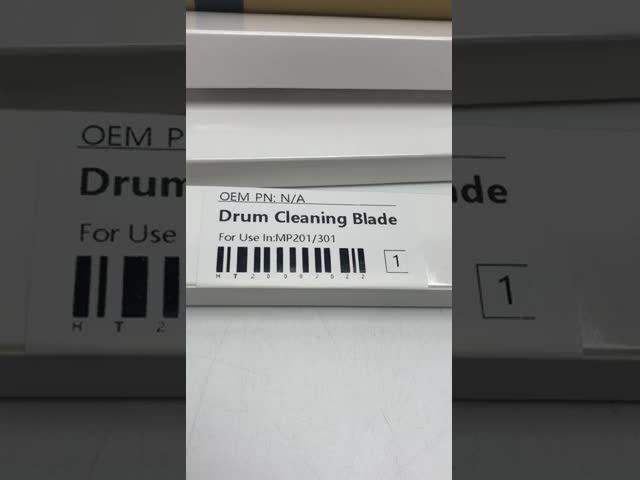 OEM PN: N/A
Drum Cleaning Blade
For Use In:MP201/301
1